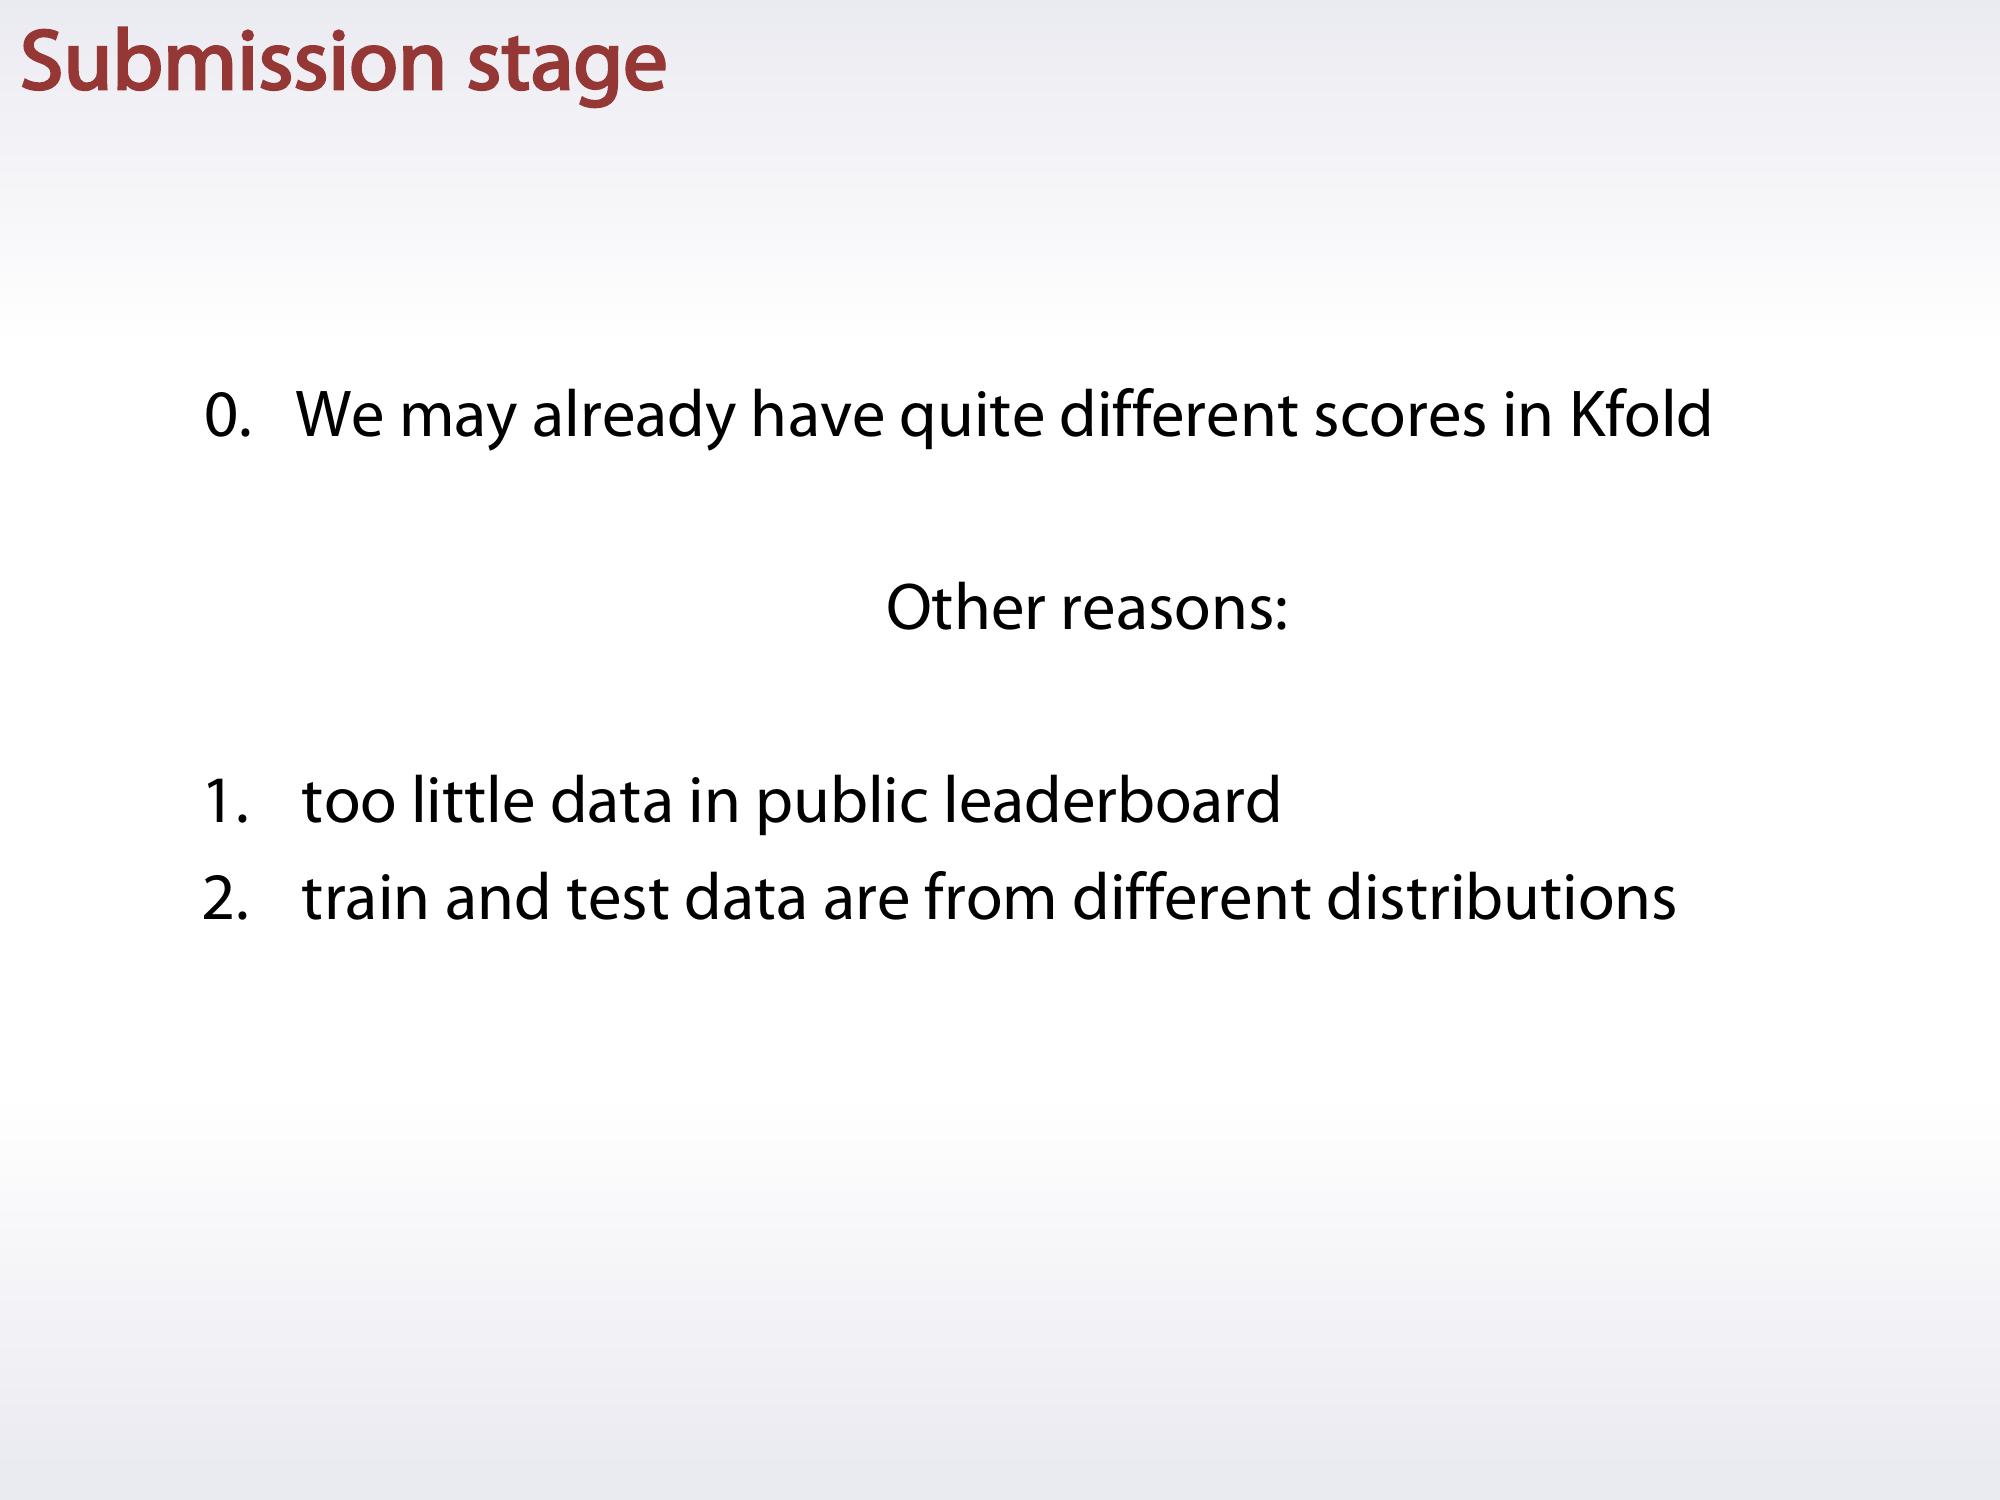 Submission stage
0. We may already have quite different scores in Kfold
Other reasons:
1. too little data in public leaderboard
2. train and test data are from different distributions